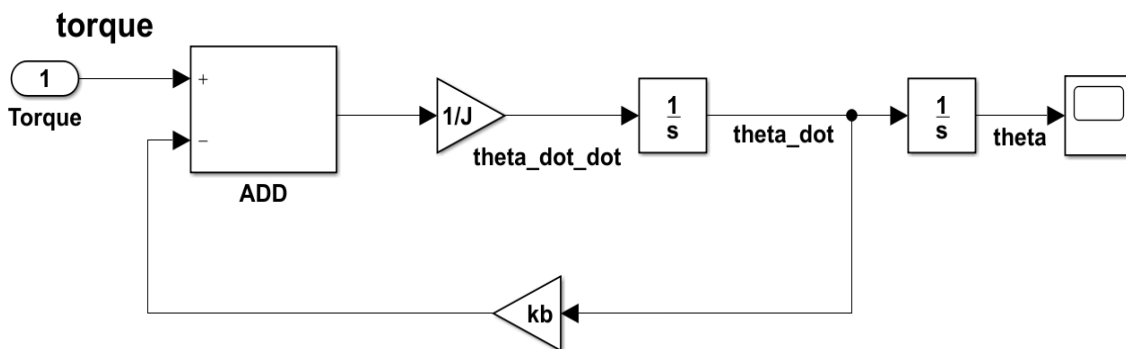 torque
1
Torque
+
−
ADD
1/J
theta_dot_dot
1
s
theta_dot
1
s
theta
kb